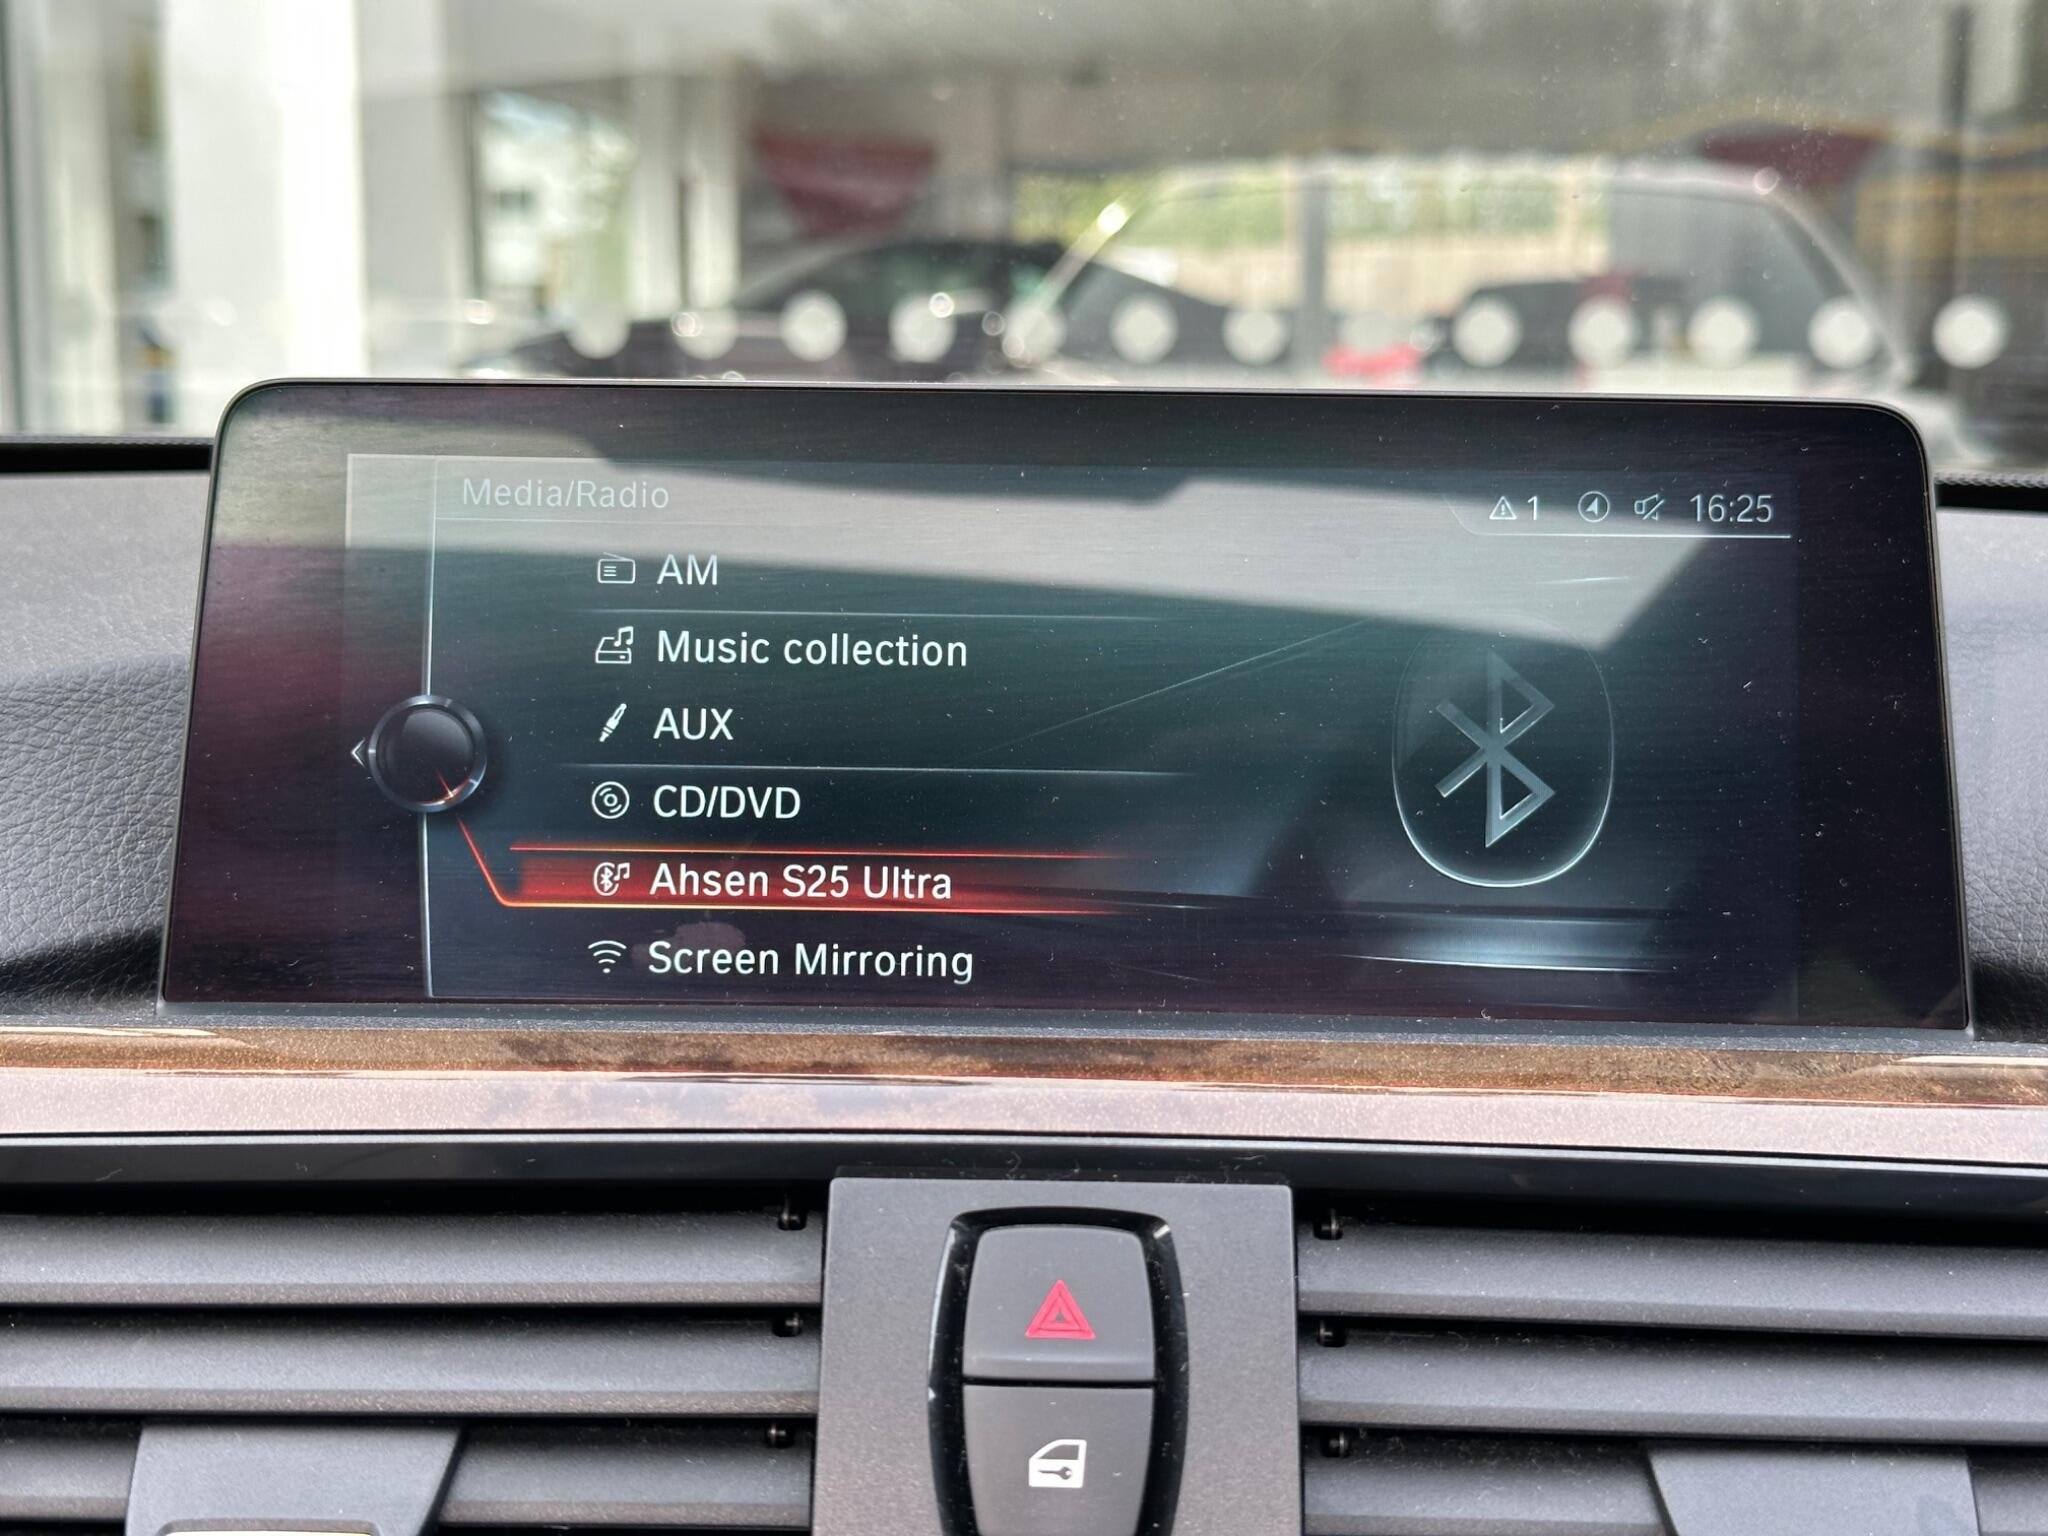 Media/Radio
1 16:25
AM
Music collection
AUX
CD/DVD
Ahsen S25 Ultra
Screen Mirroring